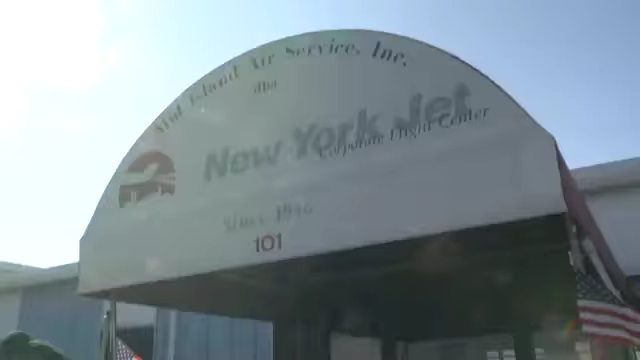 Mid Island Air Service, Inc.
dba
New York Jet
Corporate Flight Center
Since 1946
101